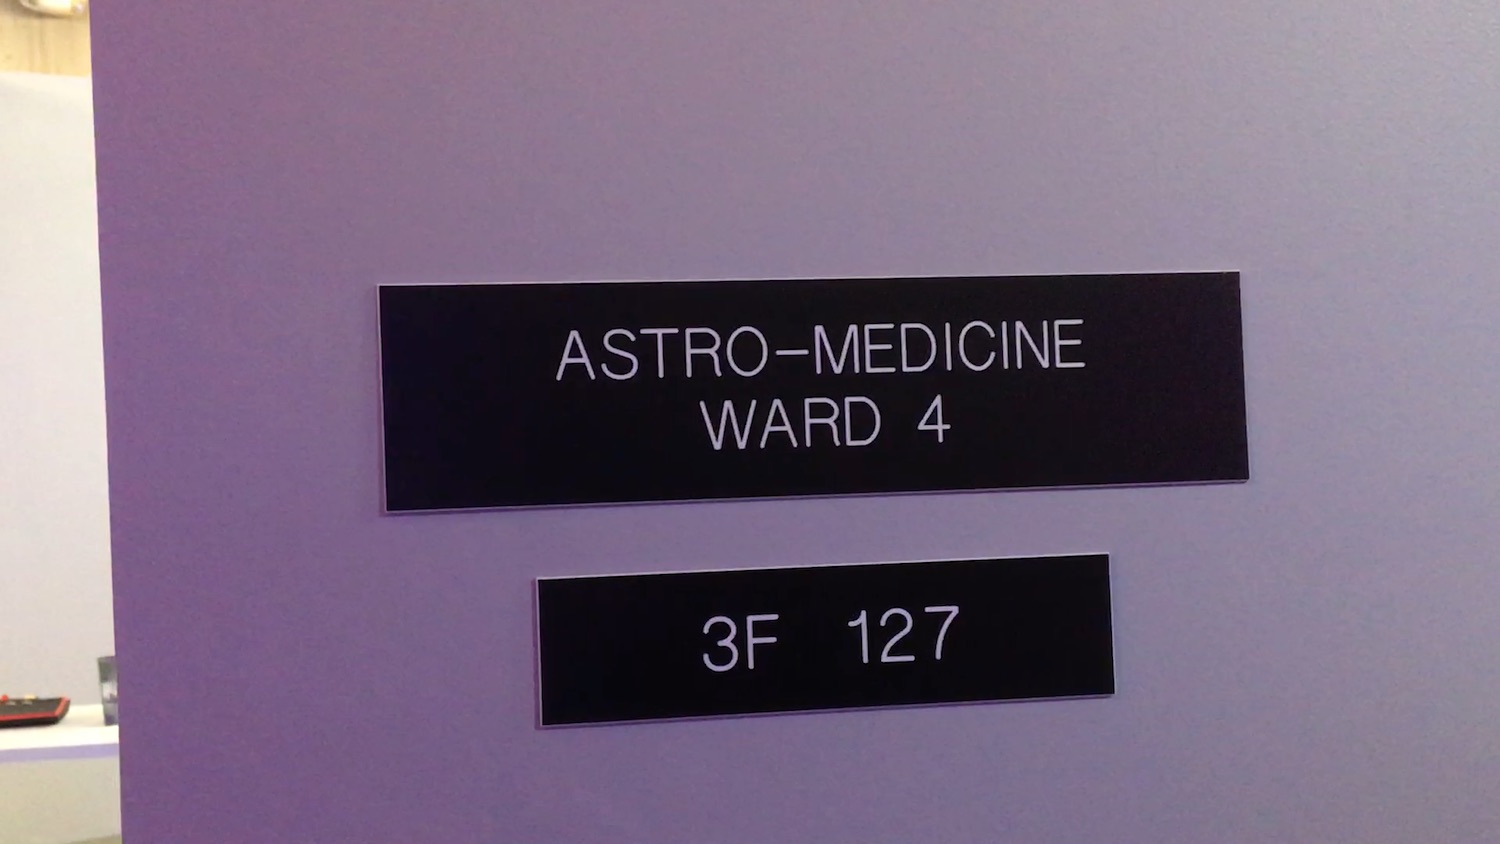 ASTRO-MEDICINE
WARD 4
3F 127